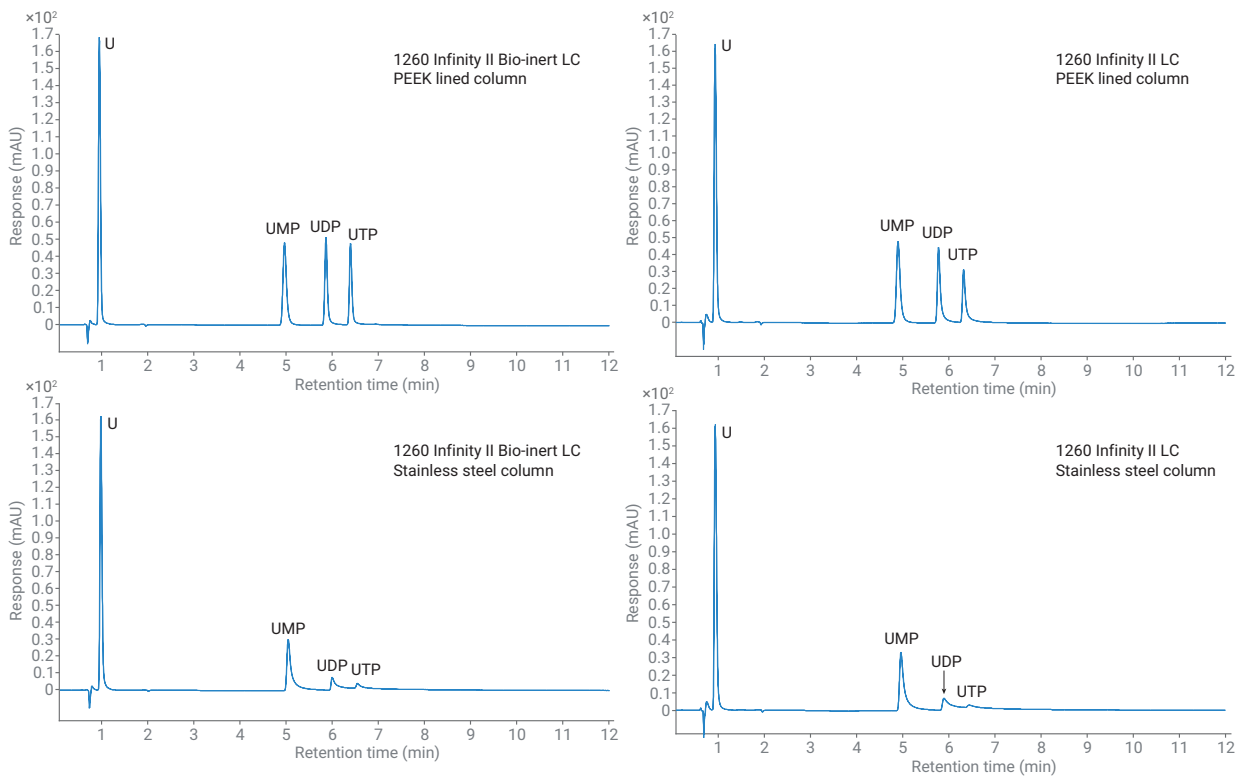 ×10²
1.7
1.6
1.5
1.4
1.3
1.2
1.1
1.0
0.9
0.8
0.7
0.6
0.5
0.4
0.3
0.2
0.1
0
Response (mAU)
U
UMP
UDP
UTP
1260 Infinity II Bio-inert LC
PEEK lined column
1 2 3 4 5 6 7 8 9 10 11 12
Retention time (min)
×10²
1.7
1.6
1.5
1.4
1.3
1.2
1.1
1.0
0.9
0.8
0.7
0.6
0.5
0.4
0.3
0.2
0.1
0
Response (mAU)
U
UMP
UDP
UTP
1260 Infinity II LC
PEEK lined column
1 2 3 4 5 6 7 8 9 10 11 12
Retention time (min)
×10²
1.7
1.6
1.5
1.4
1.3
1.2
1.1
1.0
0.9
0.8
0.7
0.6
0.5
0.4
0.3
0.2
0.1
0
Response (mAU)
U
UMP
UDP
UTP
1260 Infinity II Bio-inert LC
Stainless steel column
1 2 3 4 5 6 7 8 9 10 11 12
Retention time (min)
×10²
1.7
1.6
1.5
1.4
1.3
1.2
1.1
1.0
0.9
0.8
0.7
0.6
0.5
0.4
0.3
0.2
0.1
0
Response (mAU)
U
UMP
UDP
UTP
1260 Infinity II LC
Stainless steel column
1 2 3 4 5 6 7 8 9 10 11 12
Retention time (min)